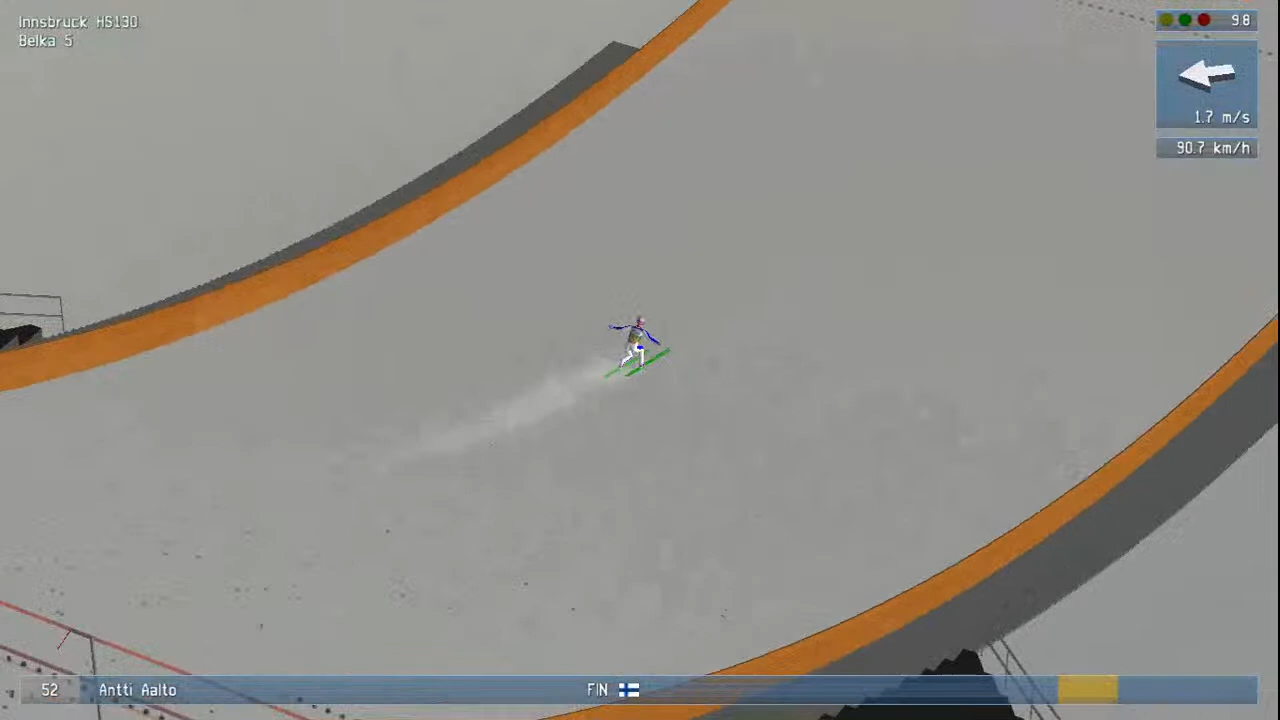 Innsbruck HS130
Belka 5
9.8
1.7 m/s
90.7 km/h
52 Antti Aalto FIN